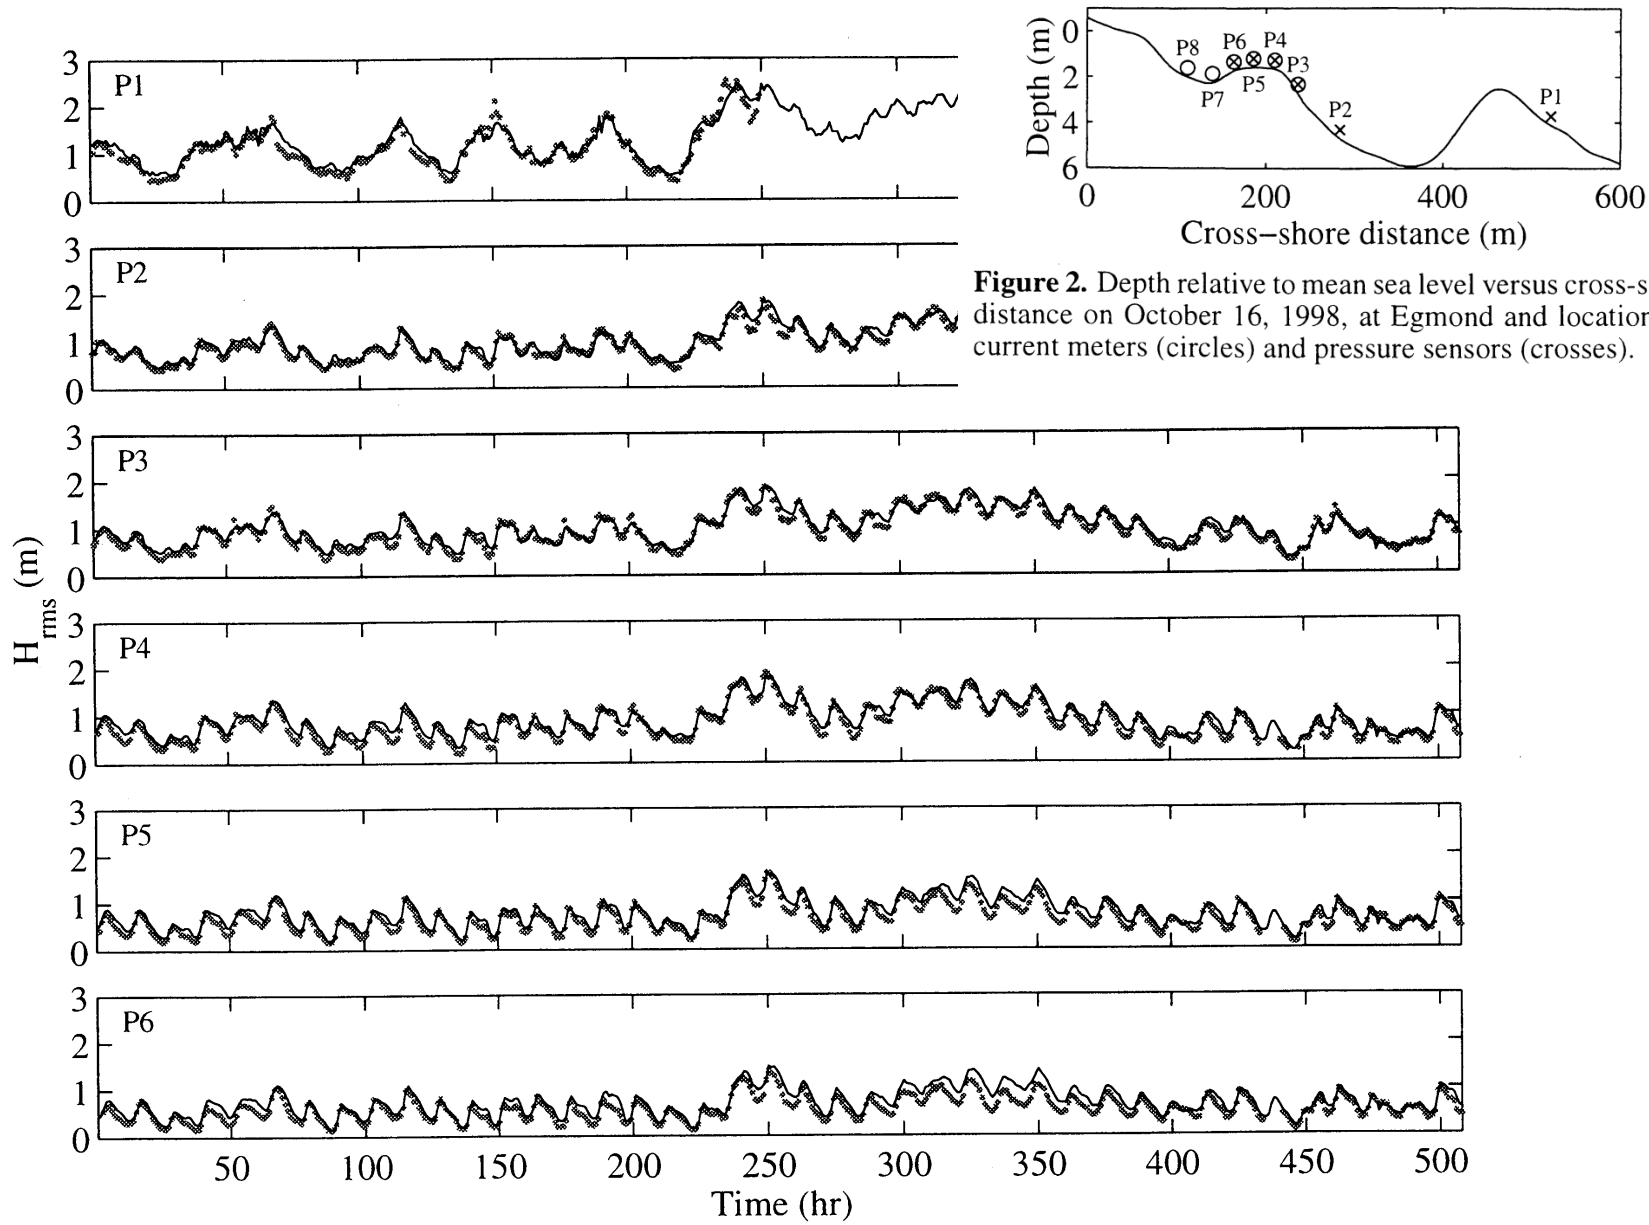 3
P1
2
1
0
3
P2
2
1
0
3
P3
2
1
0
3
P4
2
1
0
3
P5
2
1
0
3
P6
2
1
0
H rms (m)
50 100 150 200 250 300 350 400 450 500
Time (hr)
0
2
4
6
Depth (m)
P8 P6 P4
P3
P7 P5
P2
P1
0 200 400 600
Cross−shore distance (m)
Figure 2. Depth relative to mean sea level versus cross-s
distance on October 16, 1998, at Egmond and location
current meters (circles) and pressure sensors (crosses).